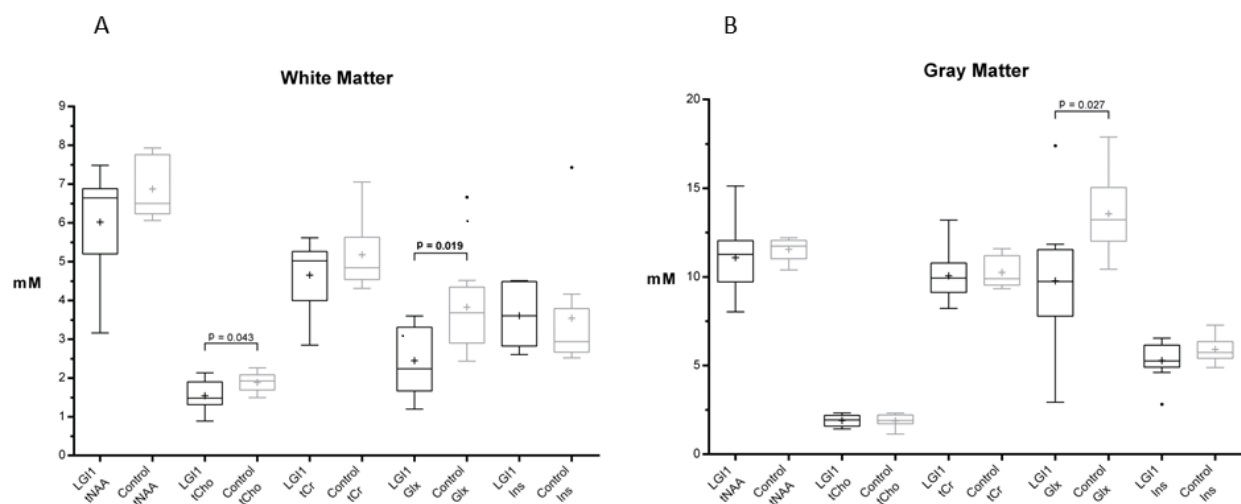 A
White Matter
9
8
7
6
5
4
3
2
1
0
mM
P = 0.043
P = 0.019
LGI1 tNAA
Control tNAA
LGI1 tCho
Control tCho
LGI1 tCr
Control tCr
LGI1 Glx
Control Glx
LGI1 Ins
Control Ins
B
Gray Matter
20
15
10
5
0
mM
P = 0.027
LGI1 tNAA
Control tNAA
LGI1 tCho
Control tCho
LGI1 tCr
Control tCr
LGI1 Glx
Control Glx
LGI1 Ins
Control Ins